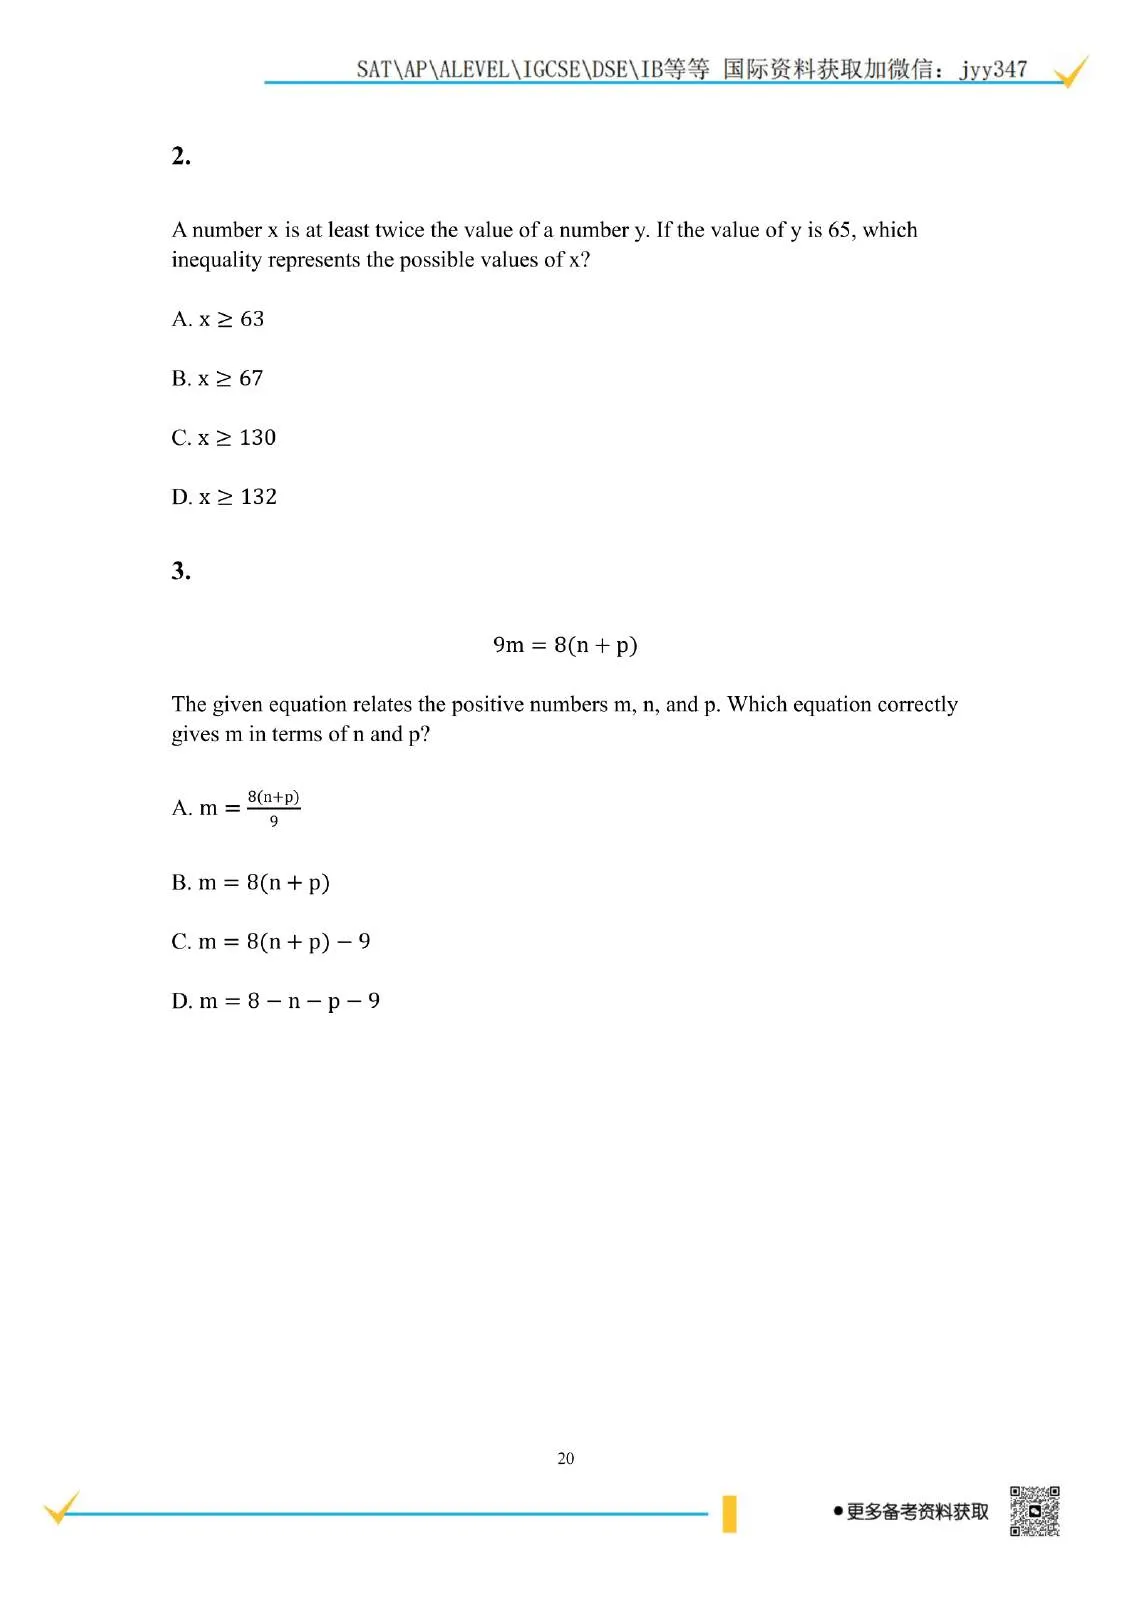 SAT\AP\ALEVEL\IGCSE\DSE\IB等等 国际资料获取加微信：jyy347
2.
A number x is at least twice the value of a number y. If the value of y is 65, which
inequality represents the possible values of x?
A. x ≥ 63
B. x ≥ 67
C. x ≥ 130
D. x ≥ 132
3.
9m = 8(n + p)
The given equation relates the positive numbers m, n, and p. Which equation correctly
gives m in terms of n and p?
A. m = 8(n+p)/9
B. m = 8(n + p)
C. m = 8(n + p) − 9
D. m = 8 − n − p − 9
20
●更多备考资料获取